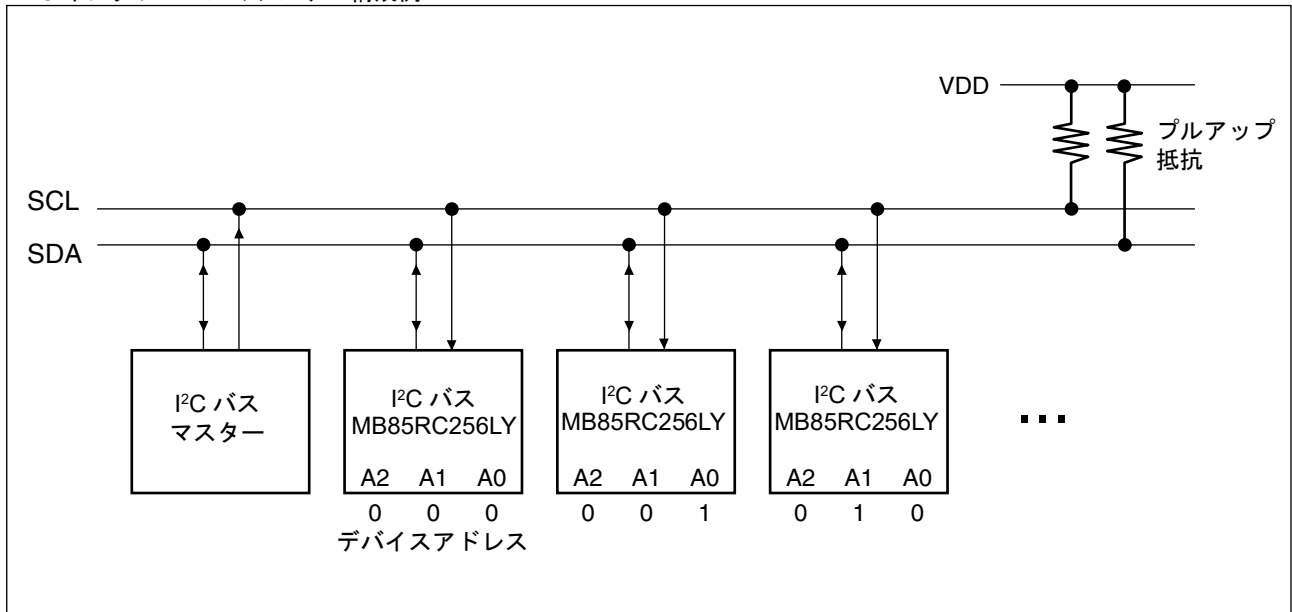 VDD
プルアップ
抵抗
SCL
SDA
I²C バス
マスター
I²C バス
MB85RC256LY
A2 A1 A0
0 0 0
デバイスアドレス
I²C バス
MB85RC256LY
A2 A1 A0
0 0 1
I²C バス
MB85RC256LY
A2 A1 A0
0 1 0
…